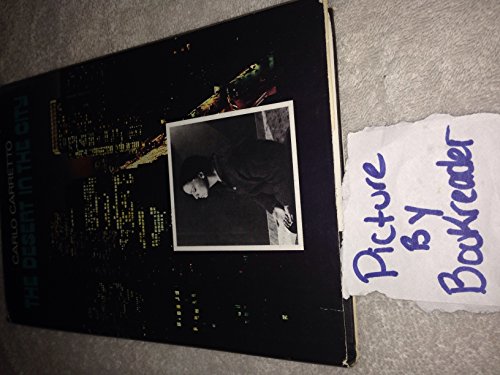 CARLO CARRETTO
THE DESERT IN THE CITY
Picture
By
Bookreader